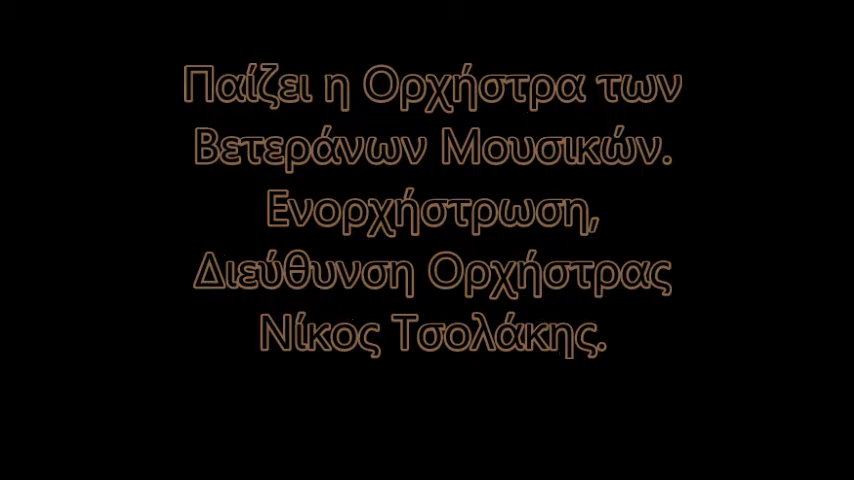 Παίζει η Ορχήστρα των
Βετεράνων Μουσικών.
Ενορχήστρωση,
Διεύθυνση Ορχήστρας
Νίκος Τσολάκης.